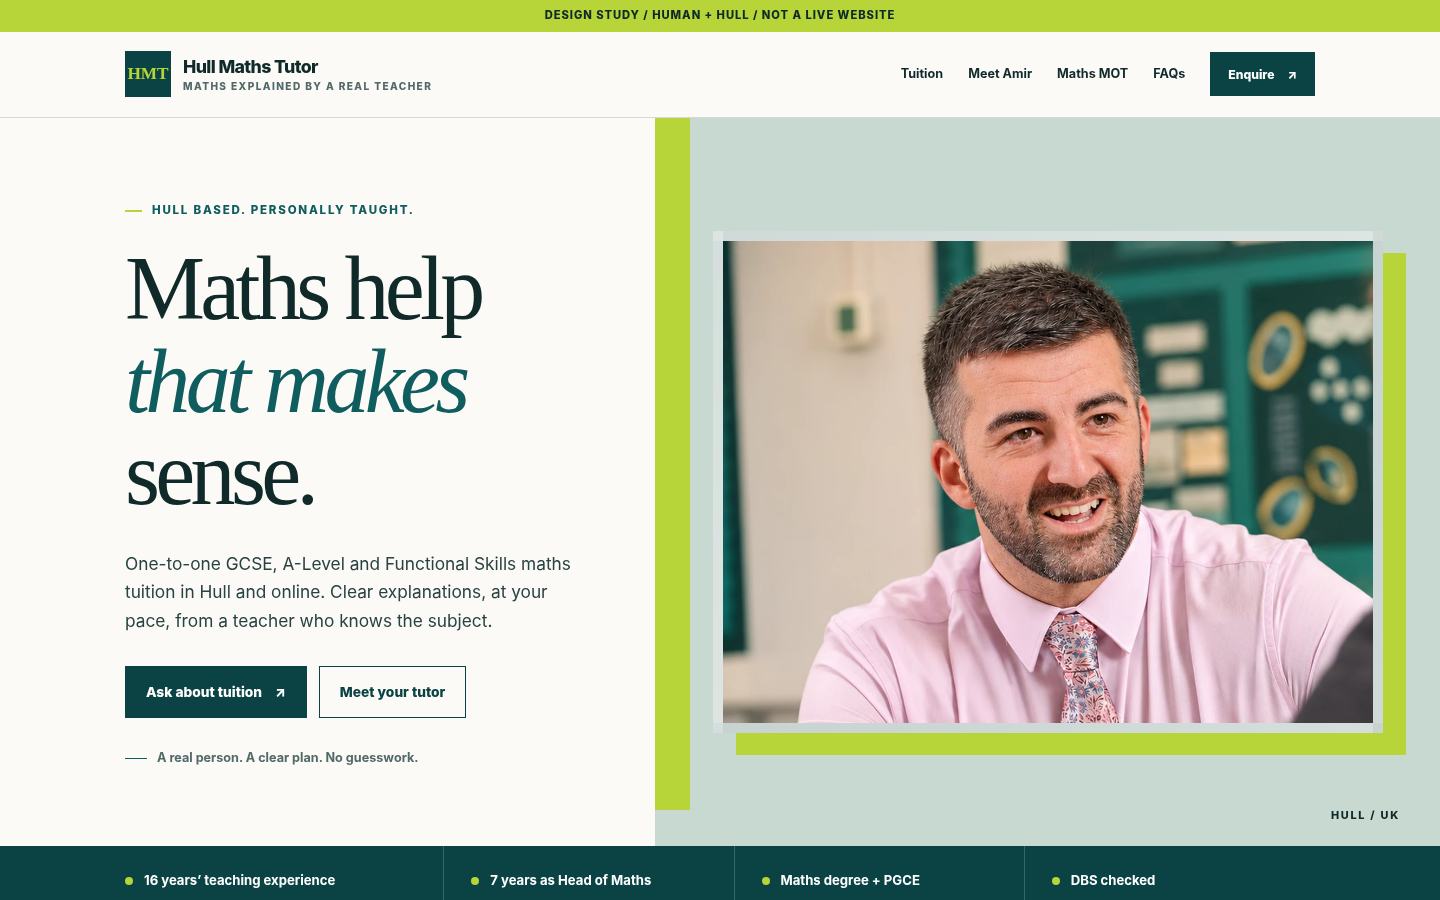 DESIGN STUDY / HUMAN + HULL / NOT A LIVE WEBSITE
HMT
Hull Maths Tutor
MATHS EXPLAINED BY A REAL TEACHER
Tuition
Meet Amir
Maths MOT
FAQs
Enquire ↗
HULL BASED. PERSONALLY TAUGHT.
Maths help
that makes
sense.
One-to-one GCSE, A-Level and Functional Skills maths
tuition in Hull and online. Clear explanations, at your
pace, from a teacher who knows the subject.
Ask about tuition ↗
Meet your tutor
A real person. A clear plan. No guesswork.
HULL / UK
16 years’ teaching experience
7 years as Head of Maths
Maths degree + PGCE
DBS checked